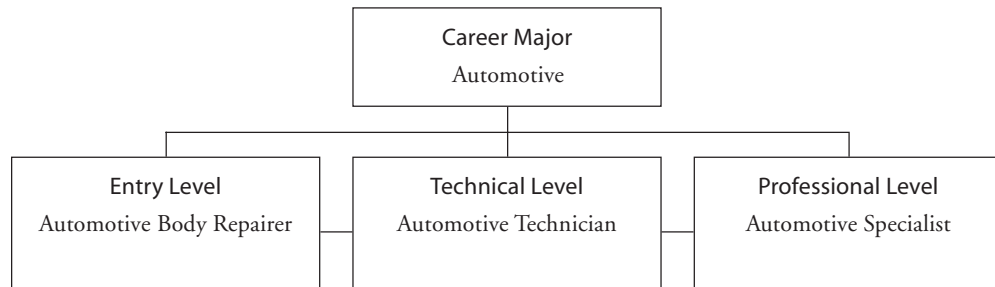 Career Major
Automotive
Entry Level
Automotive Body Repairer
Technical Level
Automotive Technician
Professional Level
Automotive Specialist